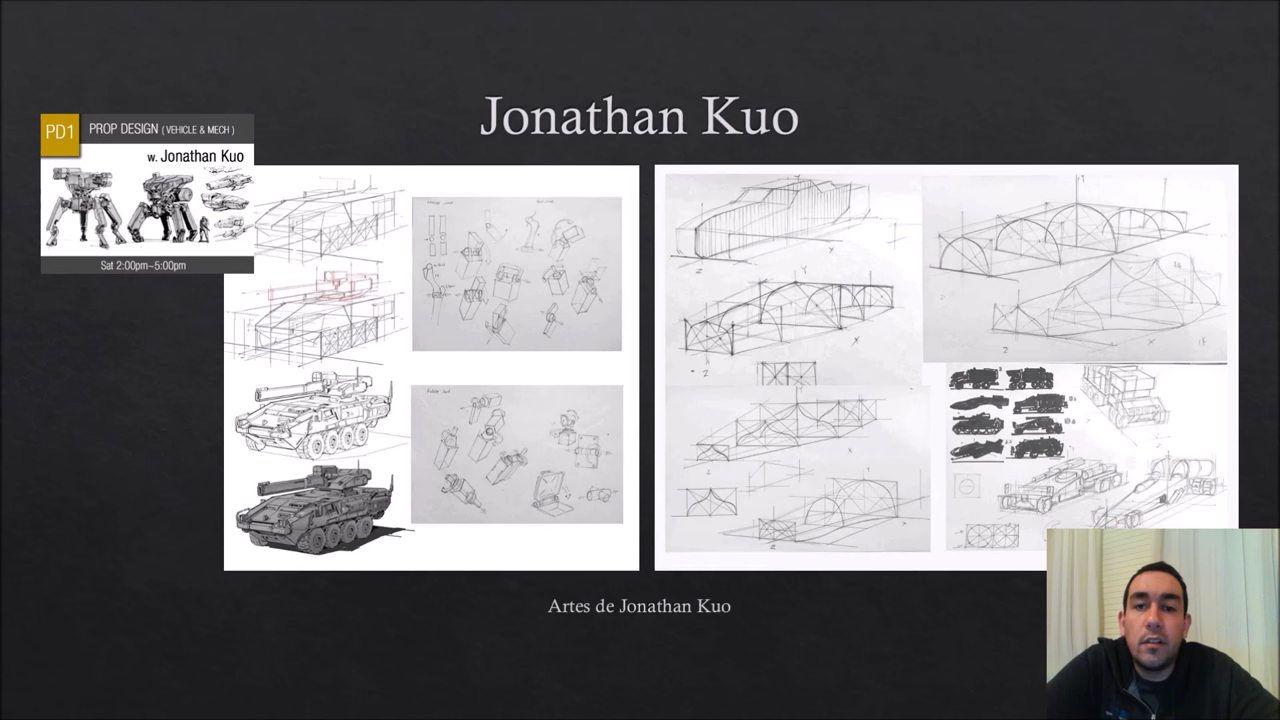 Jonathan Kuo
PD1
PROP DESIGN ( VEHICLE & MECH )
w. Jonathan Kuo
Sat 2:00pm~5:00pm
Artes de Jonathan Kuo